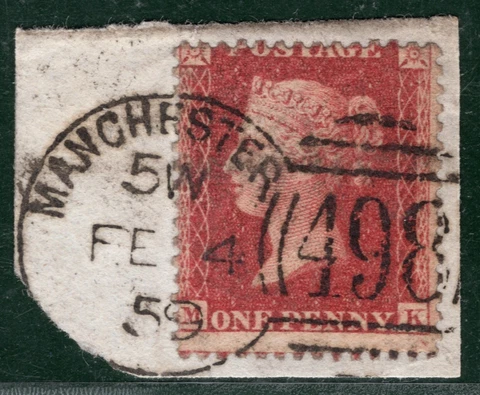 POSTAGE
MANCHESTER
5W
FE 4
59
498
M ONE PENNY K